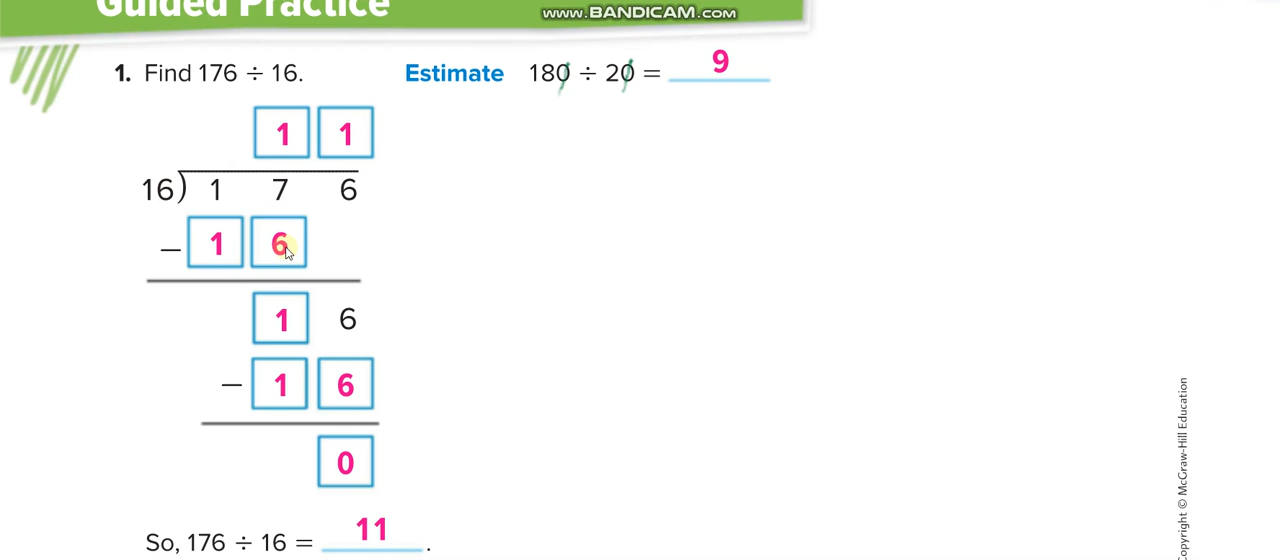 Guided Practice
www.BANDICAM.com
1. Find 176 ÷ 16. Estimate 180 ÷ 20 = 9
1 1
16) 1 7 6
− 1 6
1 6
− 1 6
0
So, 176 ÷ 16 = 11.
Copyright © McGraw-Hill Education